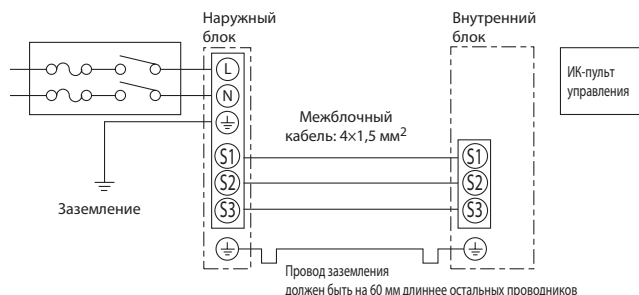 Наружный
блок
Внутренний
блок
L
N
ИК-пульт
управления
Межблочный
кабель: 4×1,5 мм²
S1
S2
S3
S1
S2
S3
Заземление
Провод заземления
должен быть на 60 мм длиннее остальных проводников